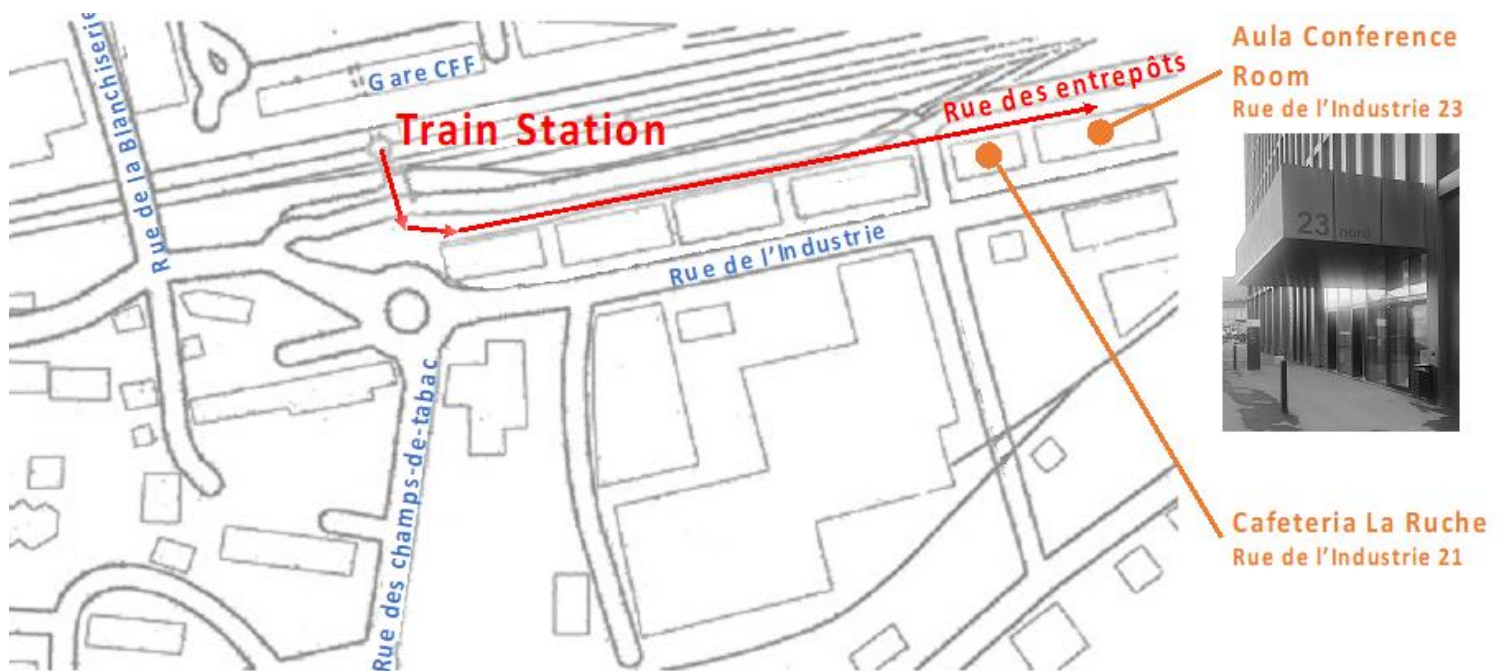 Rue de la Blanchiserie
Gare CFF
Train Station
Rue des entrepôts
Rue de l'Industrie
Rue des champs-de-tabac
Aula Conference
Room
Rue de l'Industrie 23
23 nord
Cafeteria La Ruche
Rue de l'Industrie 21